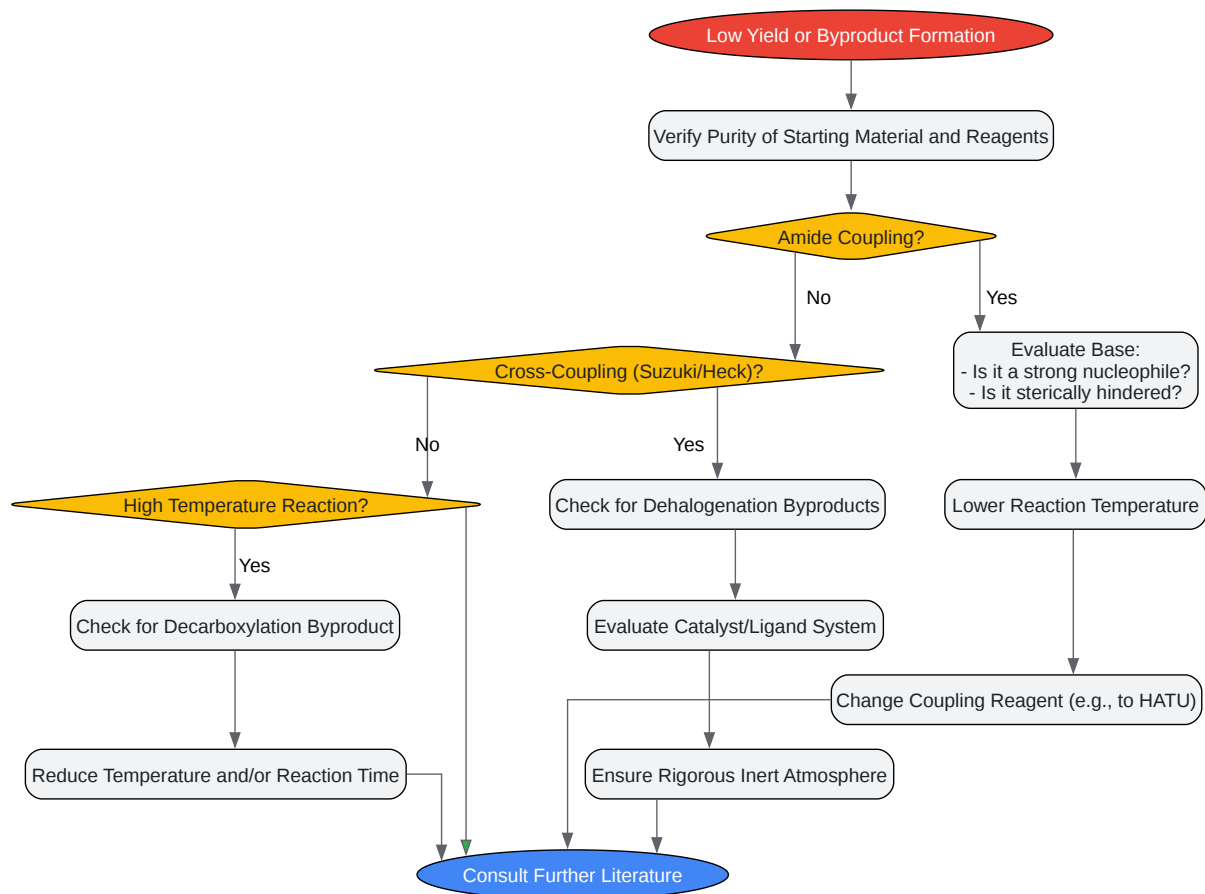 Low Yield or Byproduct Formation
Verify Purity of Starting Material and Reagents
Amide Coupling?
No
Yes
Evaluate Base:
- Is it a strong nucleophile?
- Is it sterically hindered?
Cross-Coupling (Suzuki/Heck)?
No
Yes
High Temperature Reaction?
Check for Dehalogenation Byproducts
Lower Reaction Temperature
Yes
Check for Decarboxylation Byproduct
Evaluate Catalyst/Ligand System
Change Coupling Reagent (e.g., to HATU)
Reduce Temperature and/or Reaction Time
Ensure Rigorous Inert Atmosphere
Consult Further Literature